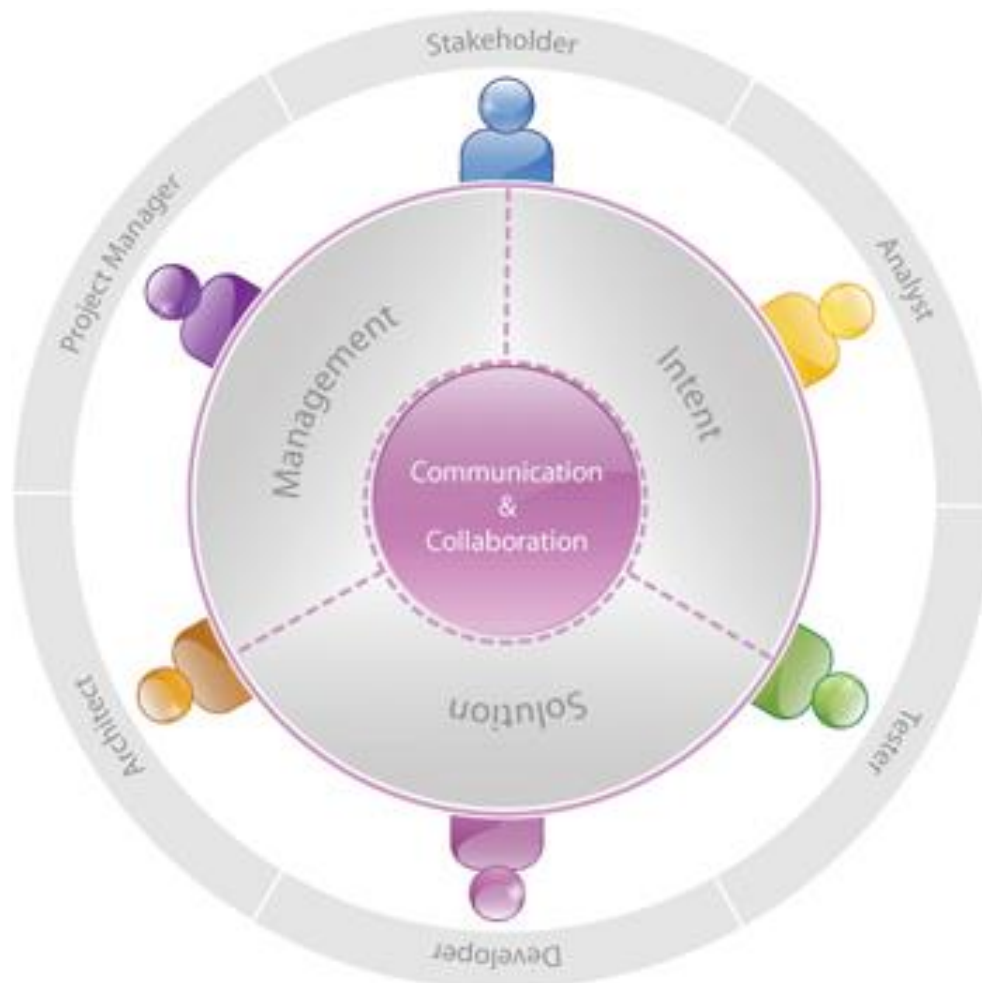 Stakeholder
Analyst
Tester
Developer
Architect
Project Manager
Management
Intent
Solution
Communication
&
Collaboration